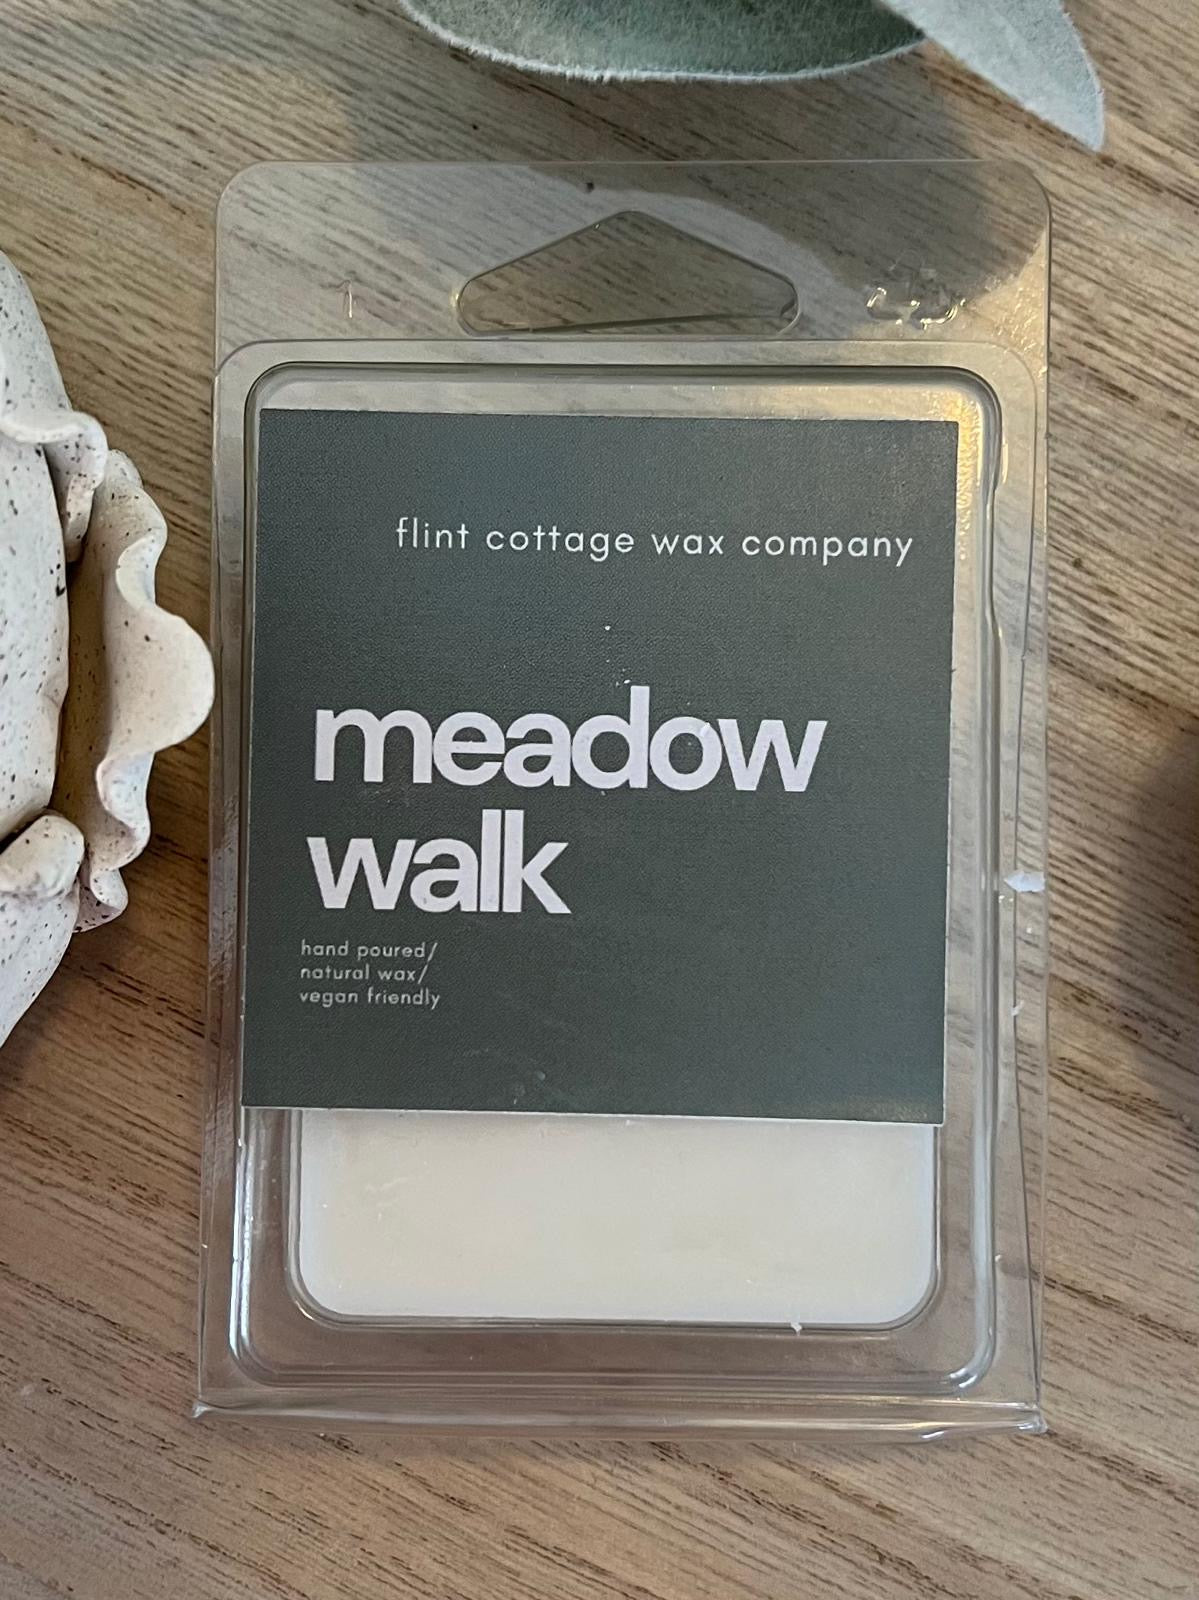 flint cottage wax company
meadow
walk
hand poured/
natural wax/
vegan friendly